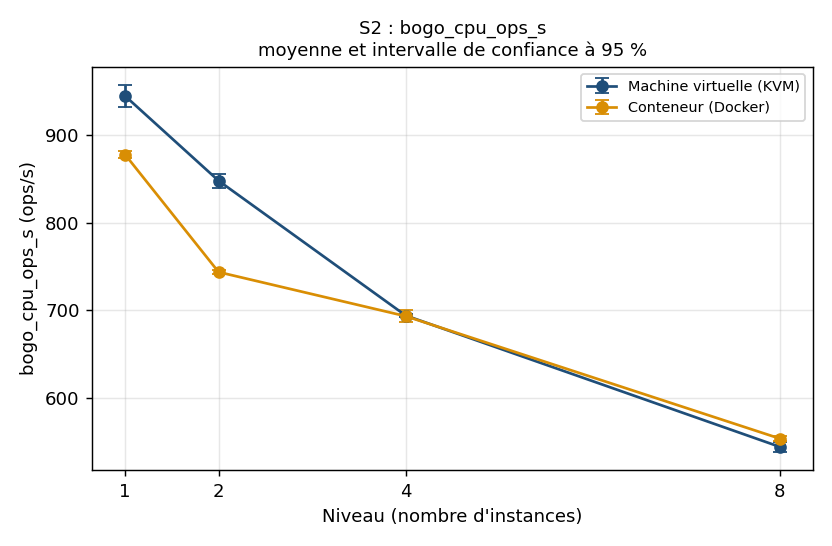 S2 : bogo_cpu_ops_s
moyenne et intervalle de confiance à 95 %
Machine virtuelle (KVM)
Conteneur (Docker)
bogo_cpu_ops_s (ops/s)
900
800
700
600
1 2 4 8
Niveau (nombre d'instances)